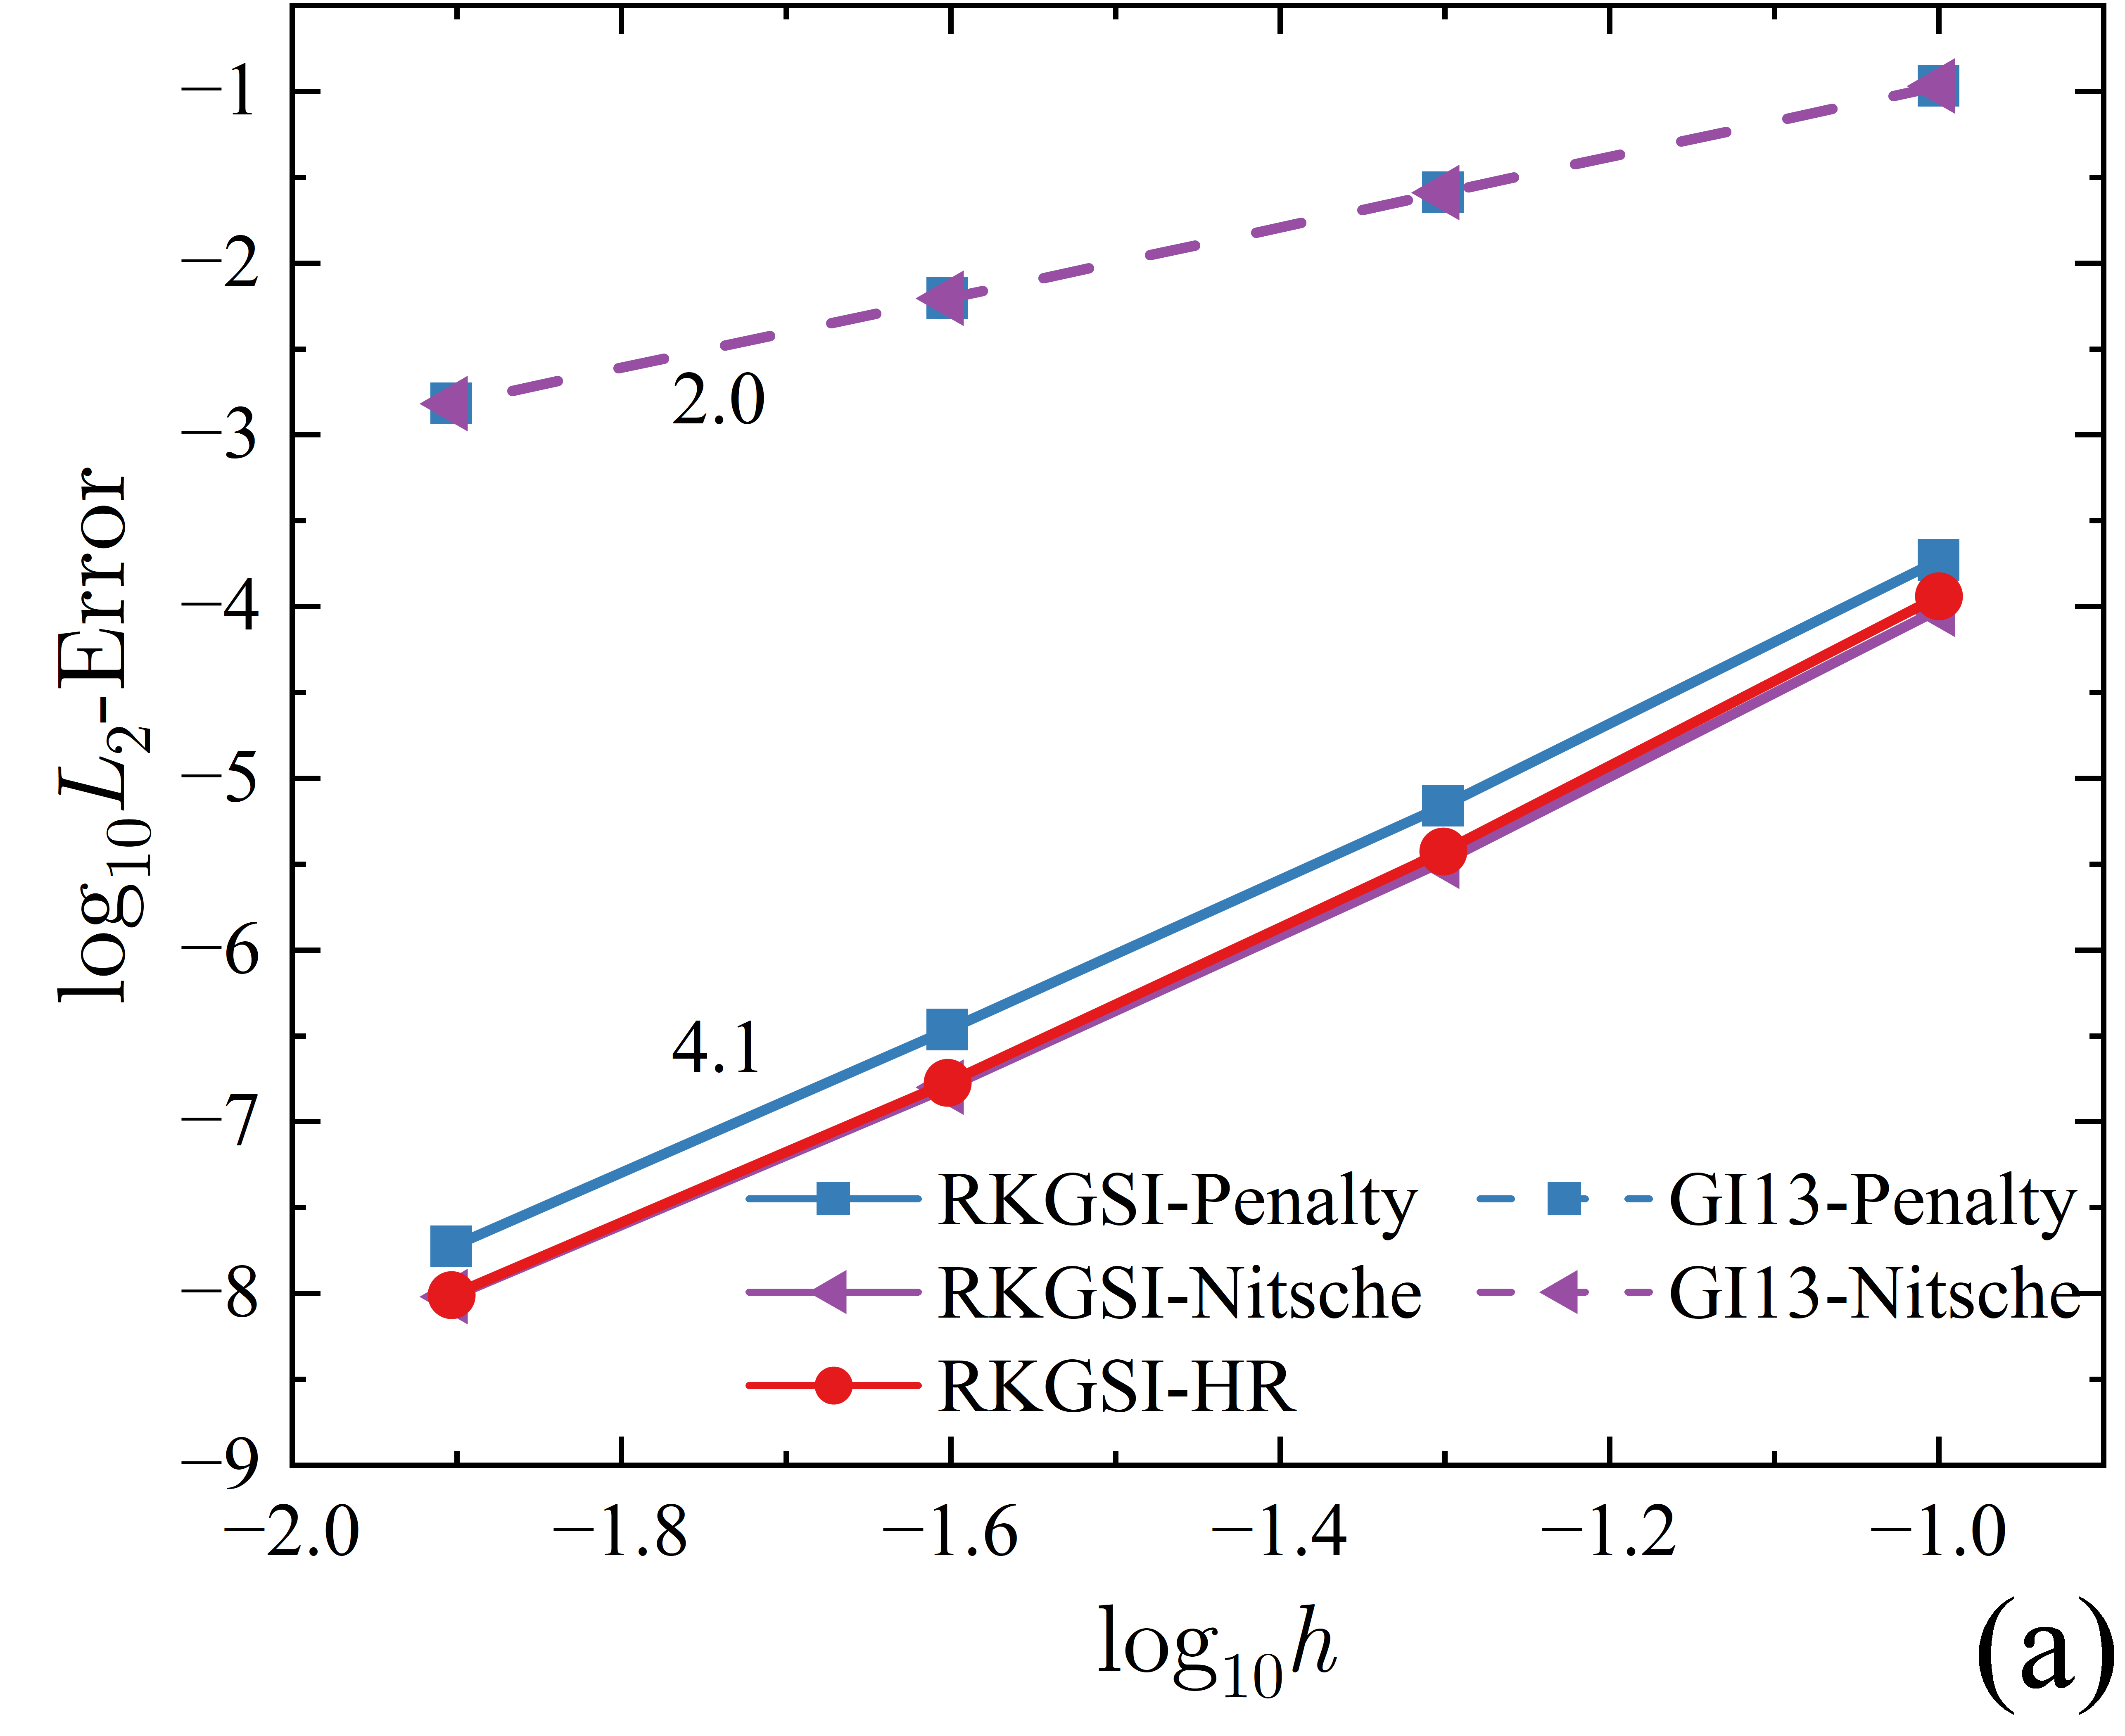 log₁₀L₂-Error
−1
−2
−3
−4
−5
−6
−7
−8
−9
2.0
4.1
RKGSI-Penalty
GI13-Penalty
RKGSI-Nitsche
GI13-Nitsche
RKGSI-HR
−2.0 −1.8 −1.6 −1.4 −1.2 −1.0
log₁₀h
(a)